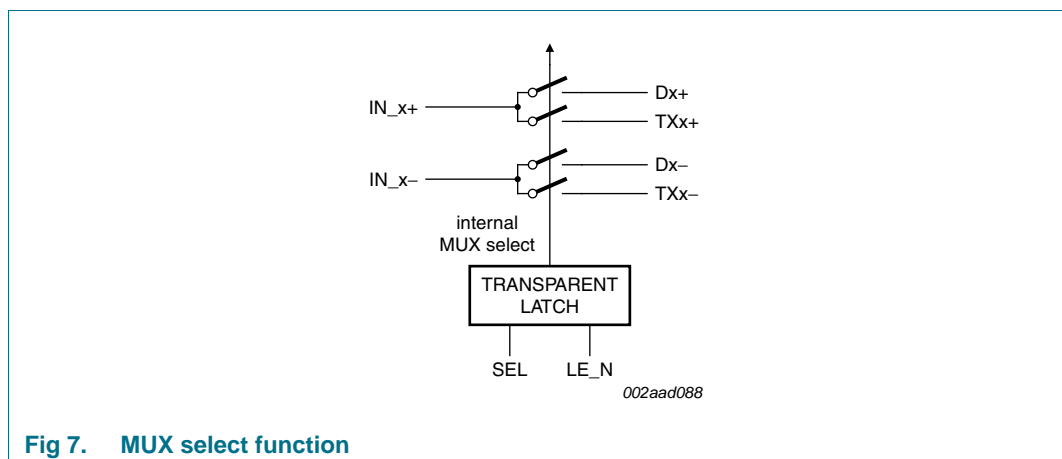 IN_x+
Dx+
TXx+
IN_x−
Dx−
TXx−
internal
MUX select
TRANSPARENT
LATCH
SEL LE_N
002aad088
Fig 7. MUX select function